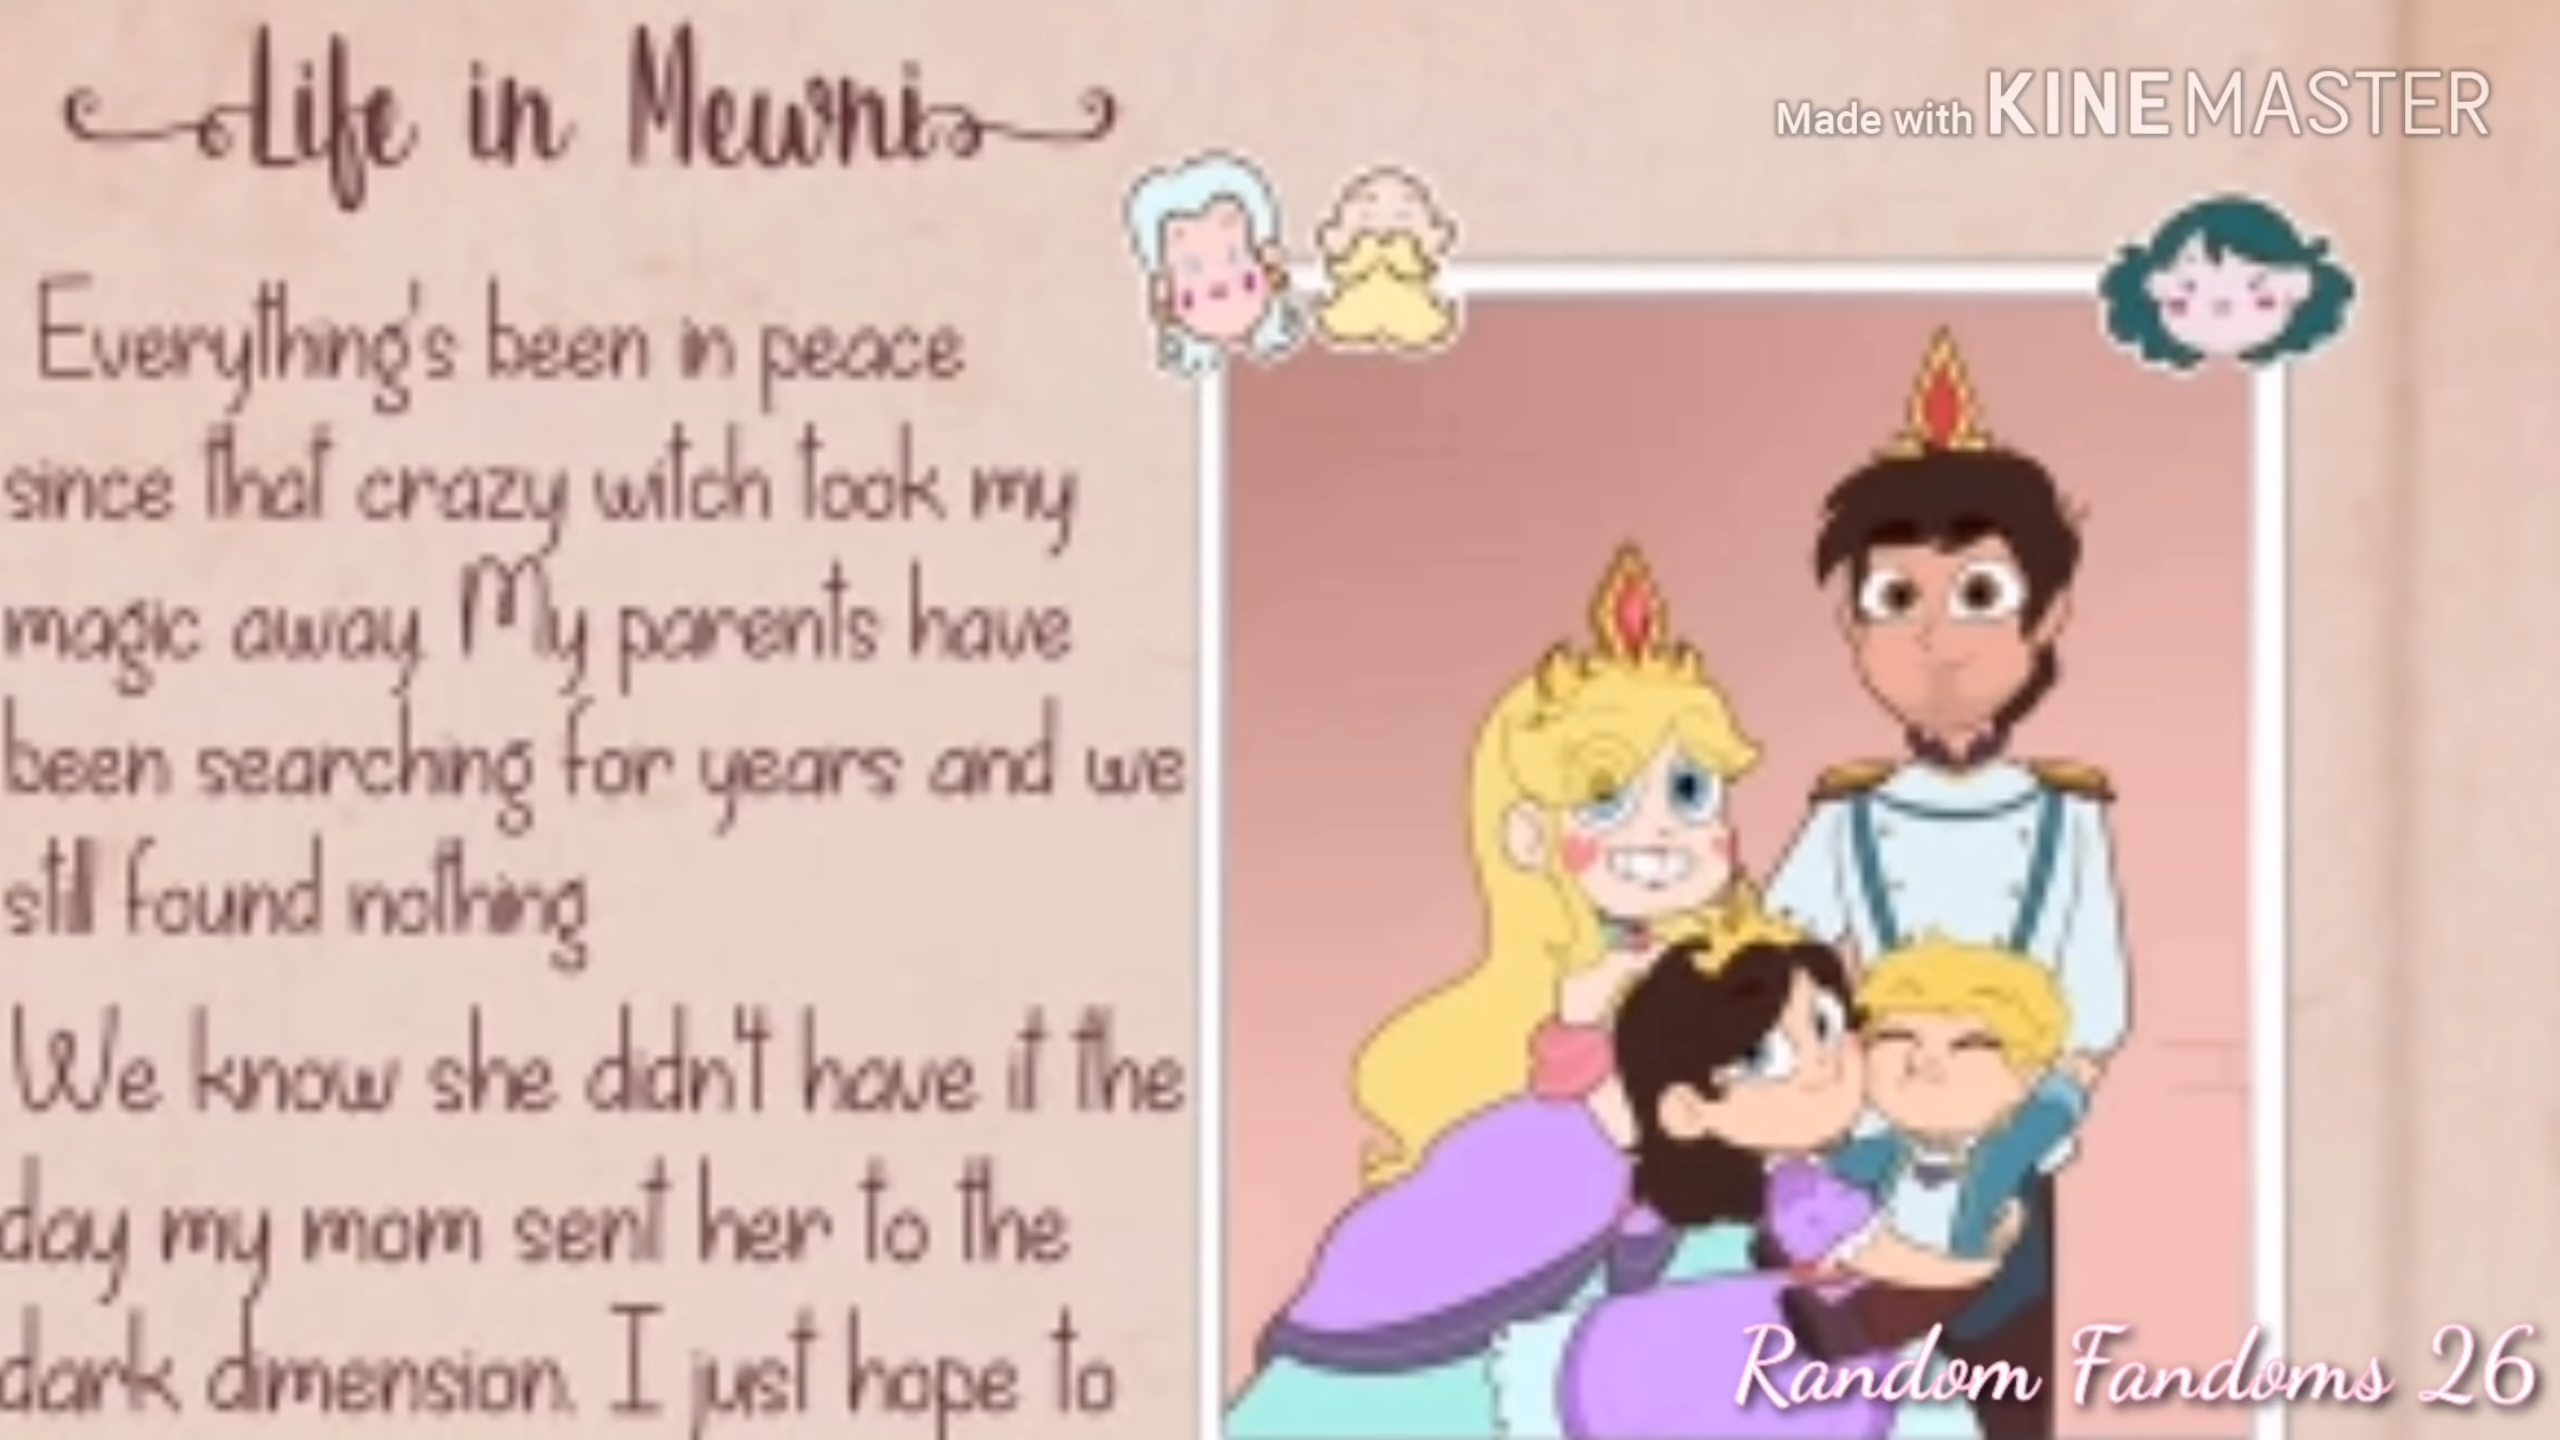 Life in Mewni
Made with KINEMASTER
Everything's been in peace
since that crazy witch took my
magic away. My parents have
been searching for years and we
still found nothing
We know she didn't have it the
day my mom sent her to the
dark dimension. I just hope to
Random Fandoms 26